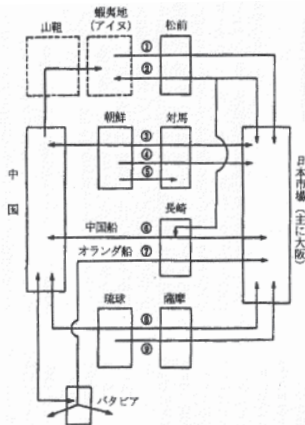 山靼
蝦夷地
(アイヌ)
松前
①
②
朝鮮
対馬
③
④
⑤
中国
長崎
中国船
⑥
オランダ船
⑦
日本市場(主に大阪)
琉球
薩摩
⑧
⑨
バタビア